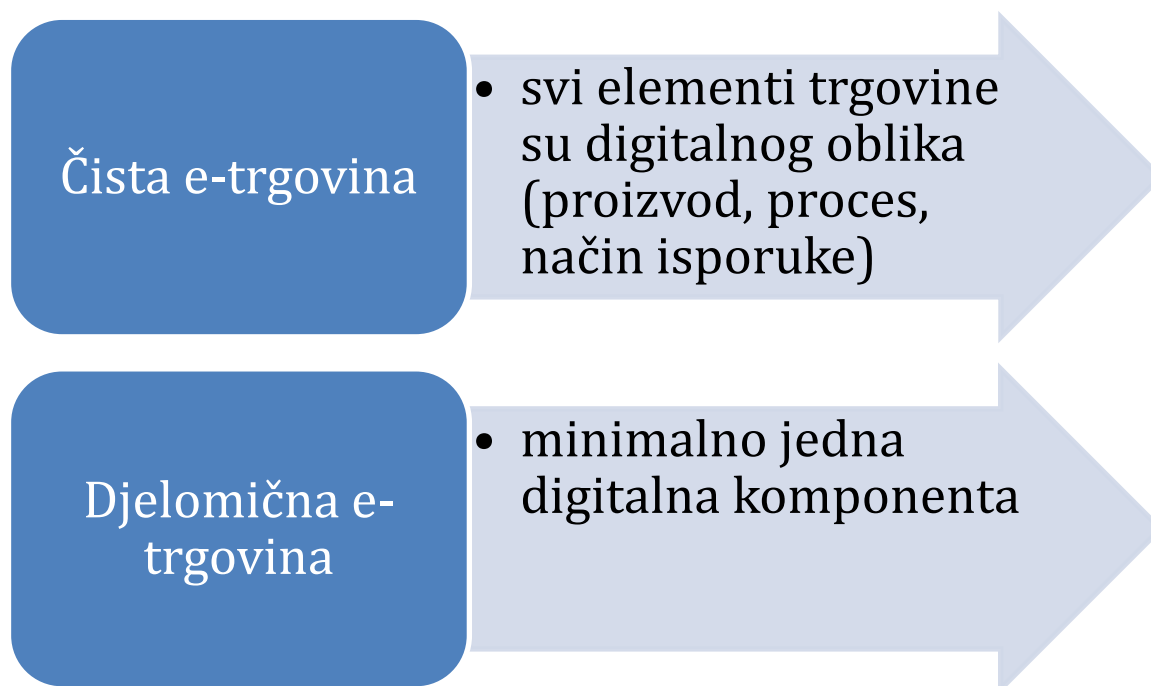 Čista e-trgovina
• svi elementi trgovine
su digitalnog oblika
(proizvod, proces,
način isporuke)
Djelomična e-
trgovina
• minimalno jedna
digitalna komponenta